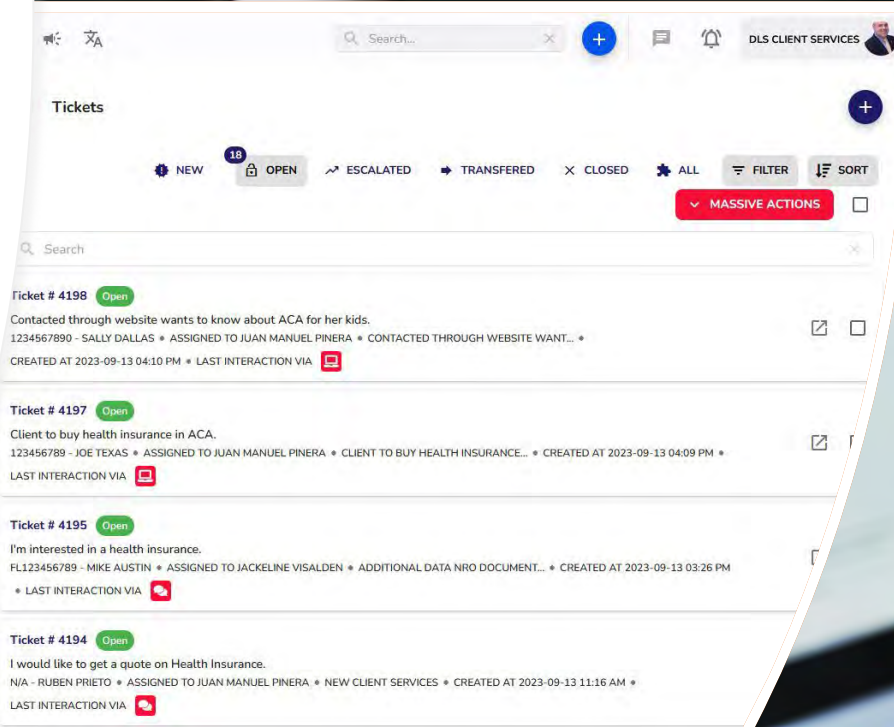 Search...
DLS CLIENT SERVICES
Tickets
18
NEW
OPEN
ESCALATED
TRANSFERED
CLOSED
ALL
FILTER
SORT
MASSIVE ACTIONS
Search
Ticket # 4198 Open
Contacted through website wants to know about ACA for her kids.
1234567890 - SALLY DALLAS • ASSIGNED TO JUAN MANUEL PINERA • CONTACTED THROUGH WEBSITE WANT... •
CREATED AT 2023-09-13 04:10 PM • LAST INTERACTION VIA
Ticket # 4197 Open
Client to buy health insurance in ACA.
123456789 - JOE TEXAS • ASSIGNED TO JUAN MANUEL PINERA • CLIENT TO BUY HEALTH INSURANCE... • CREATED AT 2023-09-13 04:09 PM •
LAST INTERACTION VIA
Ticket # 4195 Open
I'm interested in a health insurance.
FL123456789 - MIKE AUSTIN • ASSIGNED TO JACKELINE VISALDEN • ADDITIONAL DATA NRO DOCUMENT... • CREATED AT 2023-09-13 03:26 PM
• LAST INTERACTION VIA
Ticket # 4194 Open
I would like to get a quote on Health Insurance.
N/A - RUBEN PRIETO • ASSIGNED TO JUAN MANUEL PINERA • NEW CLIENT SERVICES • CREATED AT 2023-09-13 11:16 AM •
LAST INTERACTION VIA